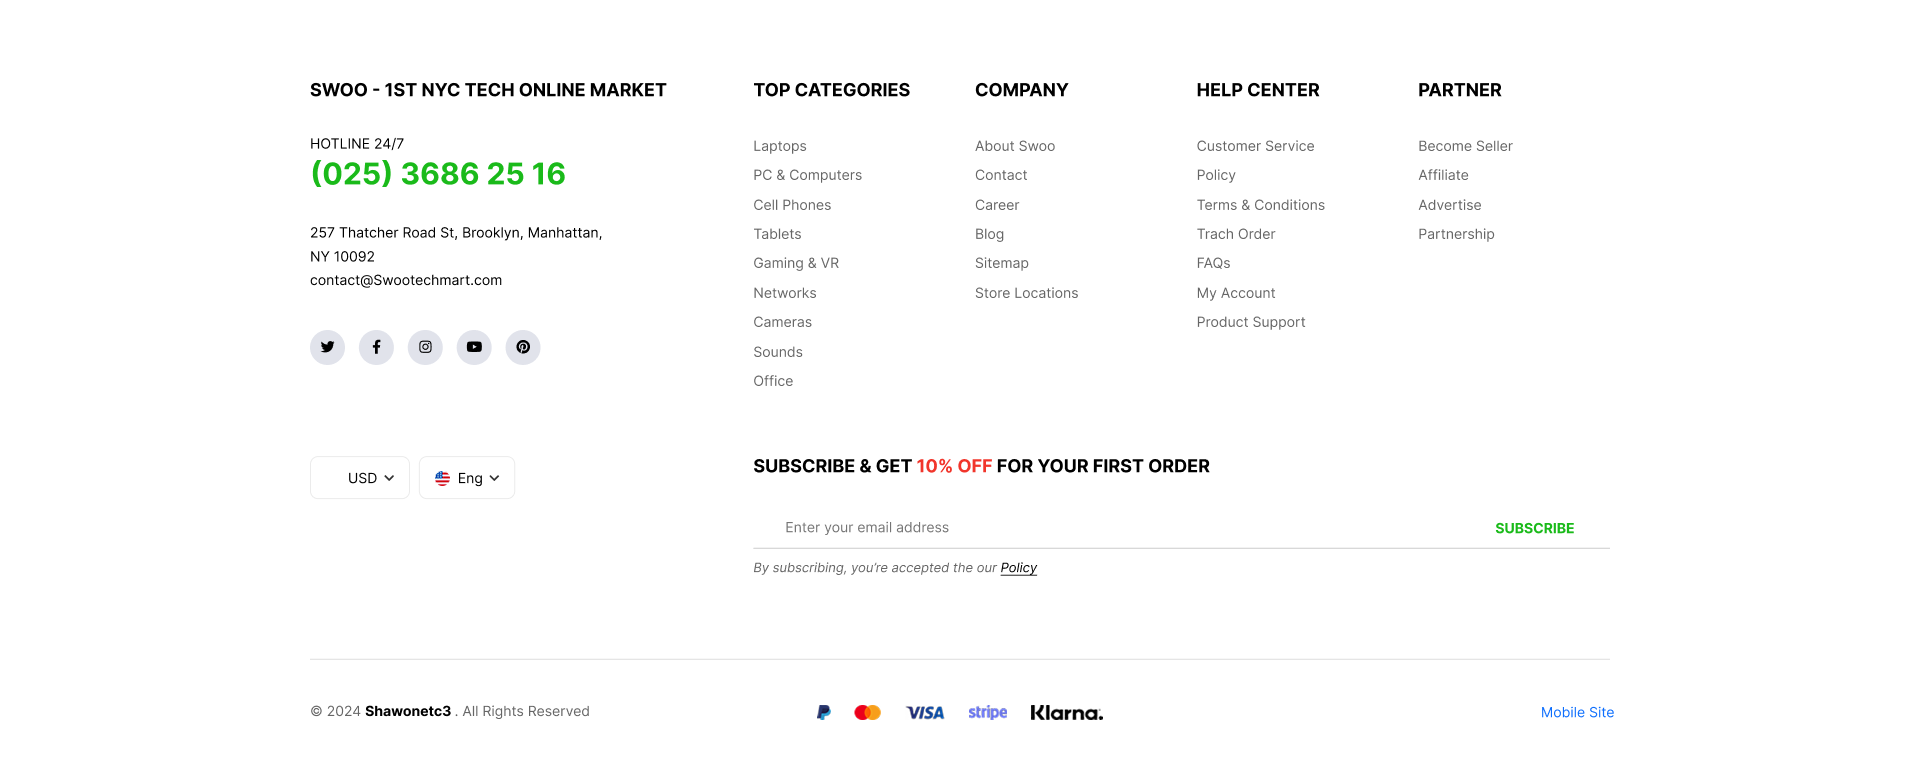 SWOO - 1ST NYC TECH ONLINE MARKET
HOTLINE 24/7
(025) 3686 25 16
257 Thatcher Road St, Brooklyn, Manhattan,
NY 10092
contact@Swootechmart.com
USD
Eng
TOP CATEGORIES
Laptops
PC & Computers
Cell Phones
Tablets
Gaming & VR
Networks
Cameras
Sounds
Office
COMPANY
About Swoo
Contact
Career
Blog
Sitemap
Store Locations
HELP CENTER
Customer Service
Policy
Terms & Conditions
Trach Order
FAQs
My Account
Product Support
PARTNER
Become Seller
Affiliate
Advertise
Partnership
SUBSCRIBE & GET 10% OFF FOR YOUR FIRST ORDER
Enter your email address
SUBSCRIBE
By subscribing, you're accepted the our Policy
© 2024 Shawonetc3 . All Rights Reserved
VISA
stripe
Klarna.
Mobile Site